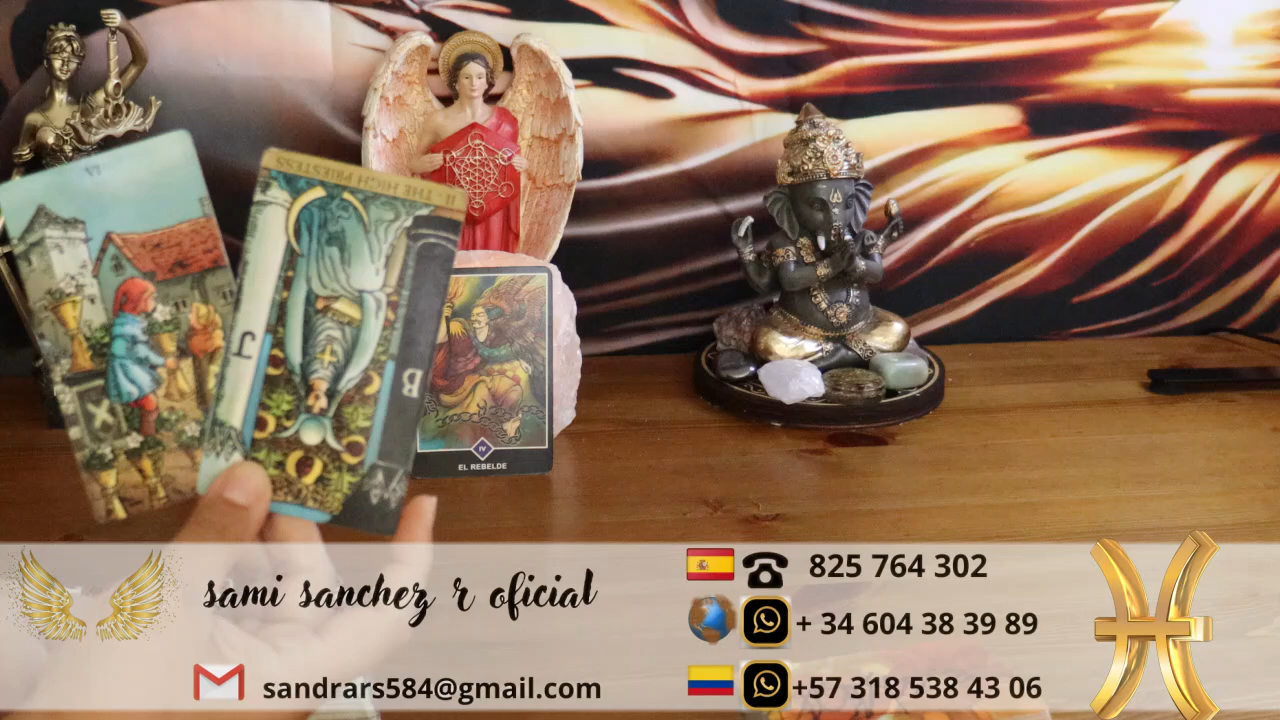 VI
II THE HIGH PRIESTESS
J
B
IV
EL REBELDE
sami sanchez r oficial
sandrars584@gmail.com
825 764 302
+ 34 604 38 39 89
+57 318 538 43 06